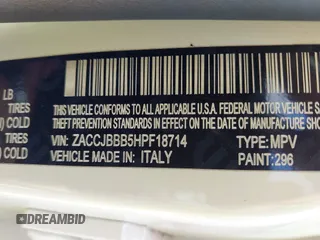 LB
TIRES
COLD
TIRES
COLD
THIS VEHICLE CONFORMS TO ALL APPLICABLE U.S.A. FEDERAL MOTOR VEHICLE
THEFT PREVENTION STANDARDS IN EFFECT ON THE DATE OF MANUFACTURE
VIN: ZACCJBBB5HPF18714 TYPE: MPV
VEHICLE MADE IN: ITALY PAINT: 296
DREAMBID